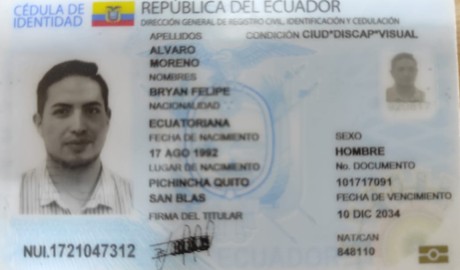 CÉDULA DE
IDENTIDAD
REPÚBLICA DEL ECUADOR
DIRECCIÓN GENERAL DE REGISTRO CIVIL, IDENTIFICACIÓN Y CEDULACIÓN
APELLIDOS
CONDICIÓN CIUD*DISCAP*VISUAL
ALVARO
MORENO
NOMBRES
BRYAN FELIPE
NACIONALIDAD
ECUATORIANA
FECHA DE NACIMIENTO
17 AGO 1992
LUGAR DE NACIMIENTO
PICHINCHA QUITO
SAN BLAS
FIRMA DEL TITULAR
SEXO
HOMBRE
No. DOCUMENTO
101717091
FECHA DE VENCIMIENTO
10 DIC 2034
NAT/CAN
848110
NUI.1721047312